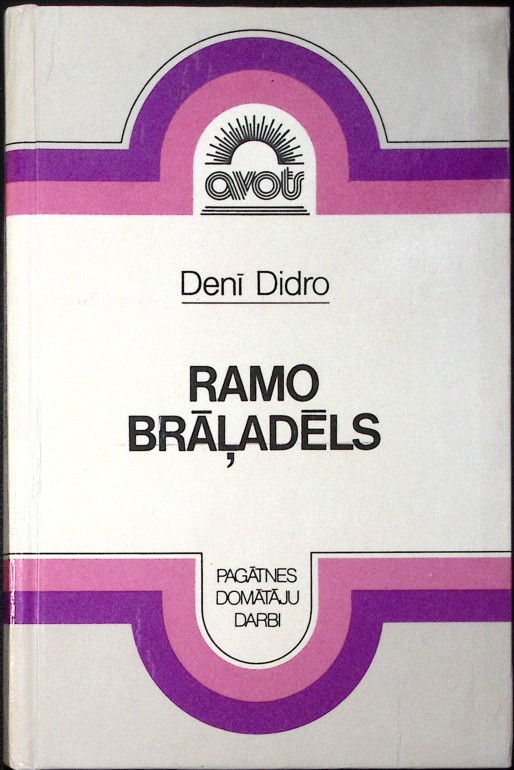 avots
Denī Didro
RAMO
BRĀĻADĒLS
PAGĀTNES
DOMĀTĀJU
DARBI